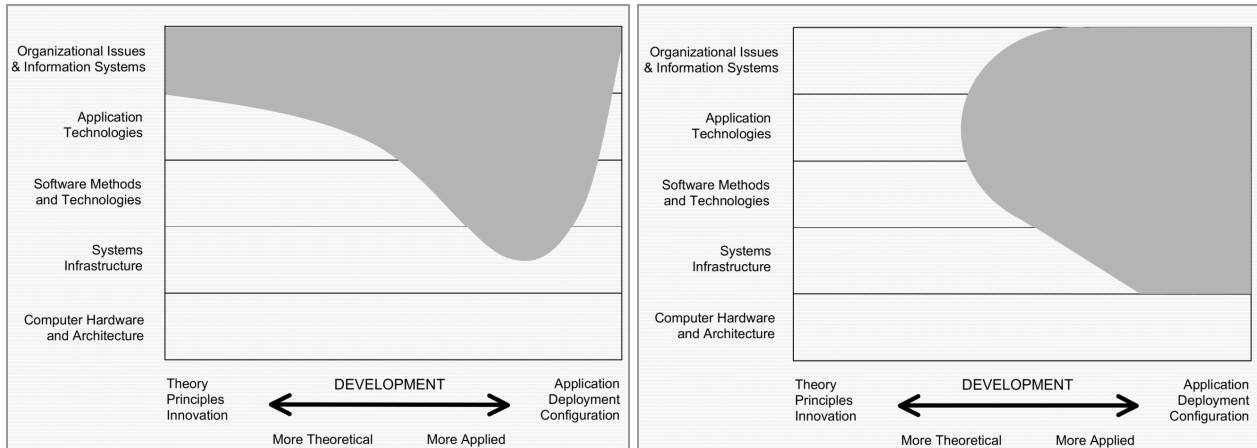 Organizational Issues
& Information Systems
Application
Technologies
Software Methods
and Technologies
Systems
Infrastructure
Computer Hardware
and Architecture
Theory
Principles
Innovation
DEVELOPMENT
Application
Deployment
Configuration
More Theoretical
More Applied
Organizational Issues
& Information Systems
Application
Technologies
Software Methods
and Technologies
Systems
Infrastructure
Computer Hardware
and Architecture
Theory
Principles
Innovation
DEVELOPMENT
Application
Deployment
Configuration
More Theoretical
More Applied